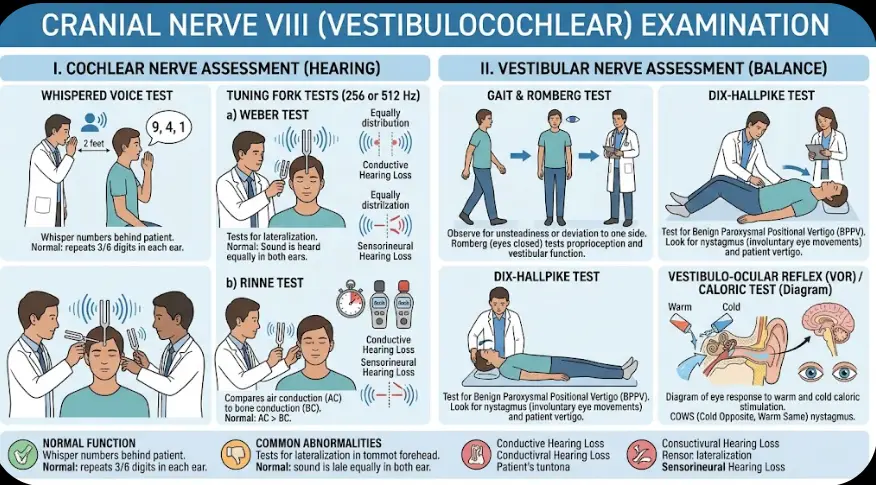 CRANIAL NERVE VIII (VESTIBULOCOCHLEAR) EXAMINATION
I. COCHLEAR NERVE ASSESSMENT (HEARING)
WHISPERED VOICE TEST
2 feet
9, 4, 1
Whisper numbers behind patient.
Normal: repeats 3/6 digits in each ear.
TUNING FORK TESTS (256 or 512 Hz)
a) WEBER TEST
Equally
distribution
Conductive
Hearing Loss
Equally
distrilzation
Sensorineural
Hearing Loss
Tests for lateralization.
Normal: Sound is heard
equally in both ears.
b) RINNE TEST
Conductive
Hearing Loss
Sensorineural
Hearing Loss
Compares air conduction (AC)
to bone conduction (BC).
Normal: AC > BC.
II. VESTIBULAR NERVE ASSESSMENT (BALANCE)
GAIT & ROMBERG TEST
Observe for unsteadiness or deviation to one side.
Romberg (eyes closed) tests proprioception and
vestibular function.
DIX-HALLPIKE TEST
Test for Benign Paroxysmal Positional Vertigo (BPPV).
Look for nystagmus (involuntary eye movements)
and patient vertigo.
DIX-HALLPIKE TEST
Test for Benign Paroxysmal Positional Vertigo (BPPV).
Look for nystagmus (involuntary eye movements)
and patient vertigo.
VESTIBULO-OCULAR REFLEX (VOR) /
CALORIC TEST (Diagram)
Warm
Cold
Diagram of eye response to warm and cold caloric
stimulation.
COWS (Cold Opposite, Warm Same) nystagmus.
NORMAL FUNCTION
Whisper numbers behind patient.
Normal: repeats 3/6 digits in each ear.
COMMON ABNORMALITIES
Tests for lateralization in tommot forehead.
Normal: sound is lale equally in both ear.
Conductive Hearing Loss
Conductivral Hearing Loss
Patient's tuntona
Consuctivural Hearing Loss
Rensor. lateralization
Sensorineural Hearing Loss